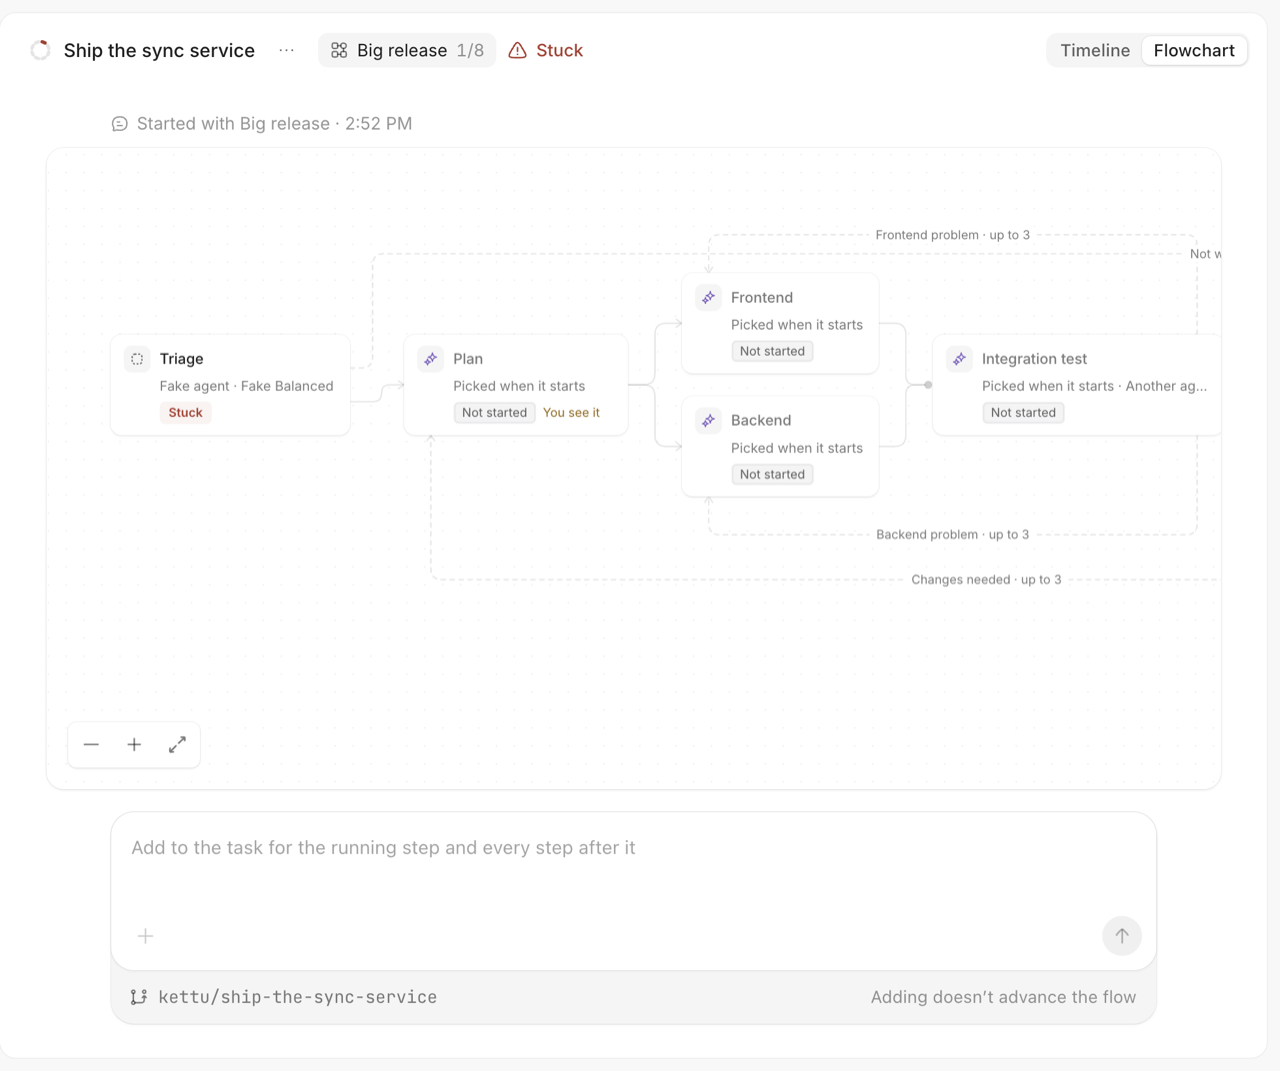 Ship the sync service
Big release 1/8
Stuck
Timeline
Flowchart
Started with Big release · 2:52 PM
Frontend problem · up to 3
Not w
Frontend
Picked when it starts
Not started
Triage
Fake agent · Fake Balanced
Stuck
Plan
Picked when it starts
Not started
You see it
Integration test
Picked when it starts · Another ag...
Not started
Backend
Picked when it starts
Not started
Backend problem · up to 3
Changes needed · up to 3
Add to the task for the running step and every step after it
kettu/ship-the-sync-service
Adding doesn’t advance the flow